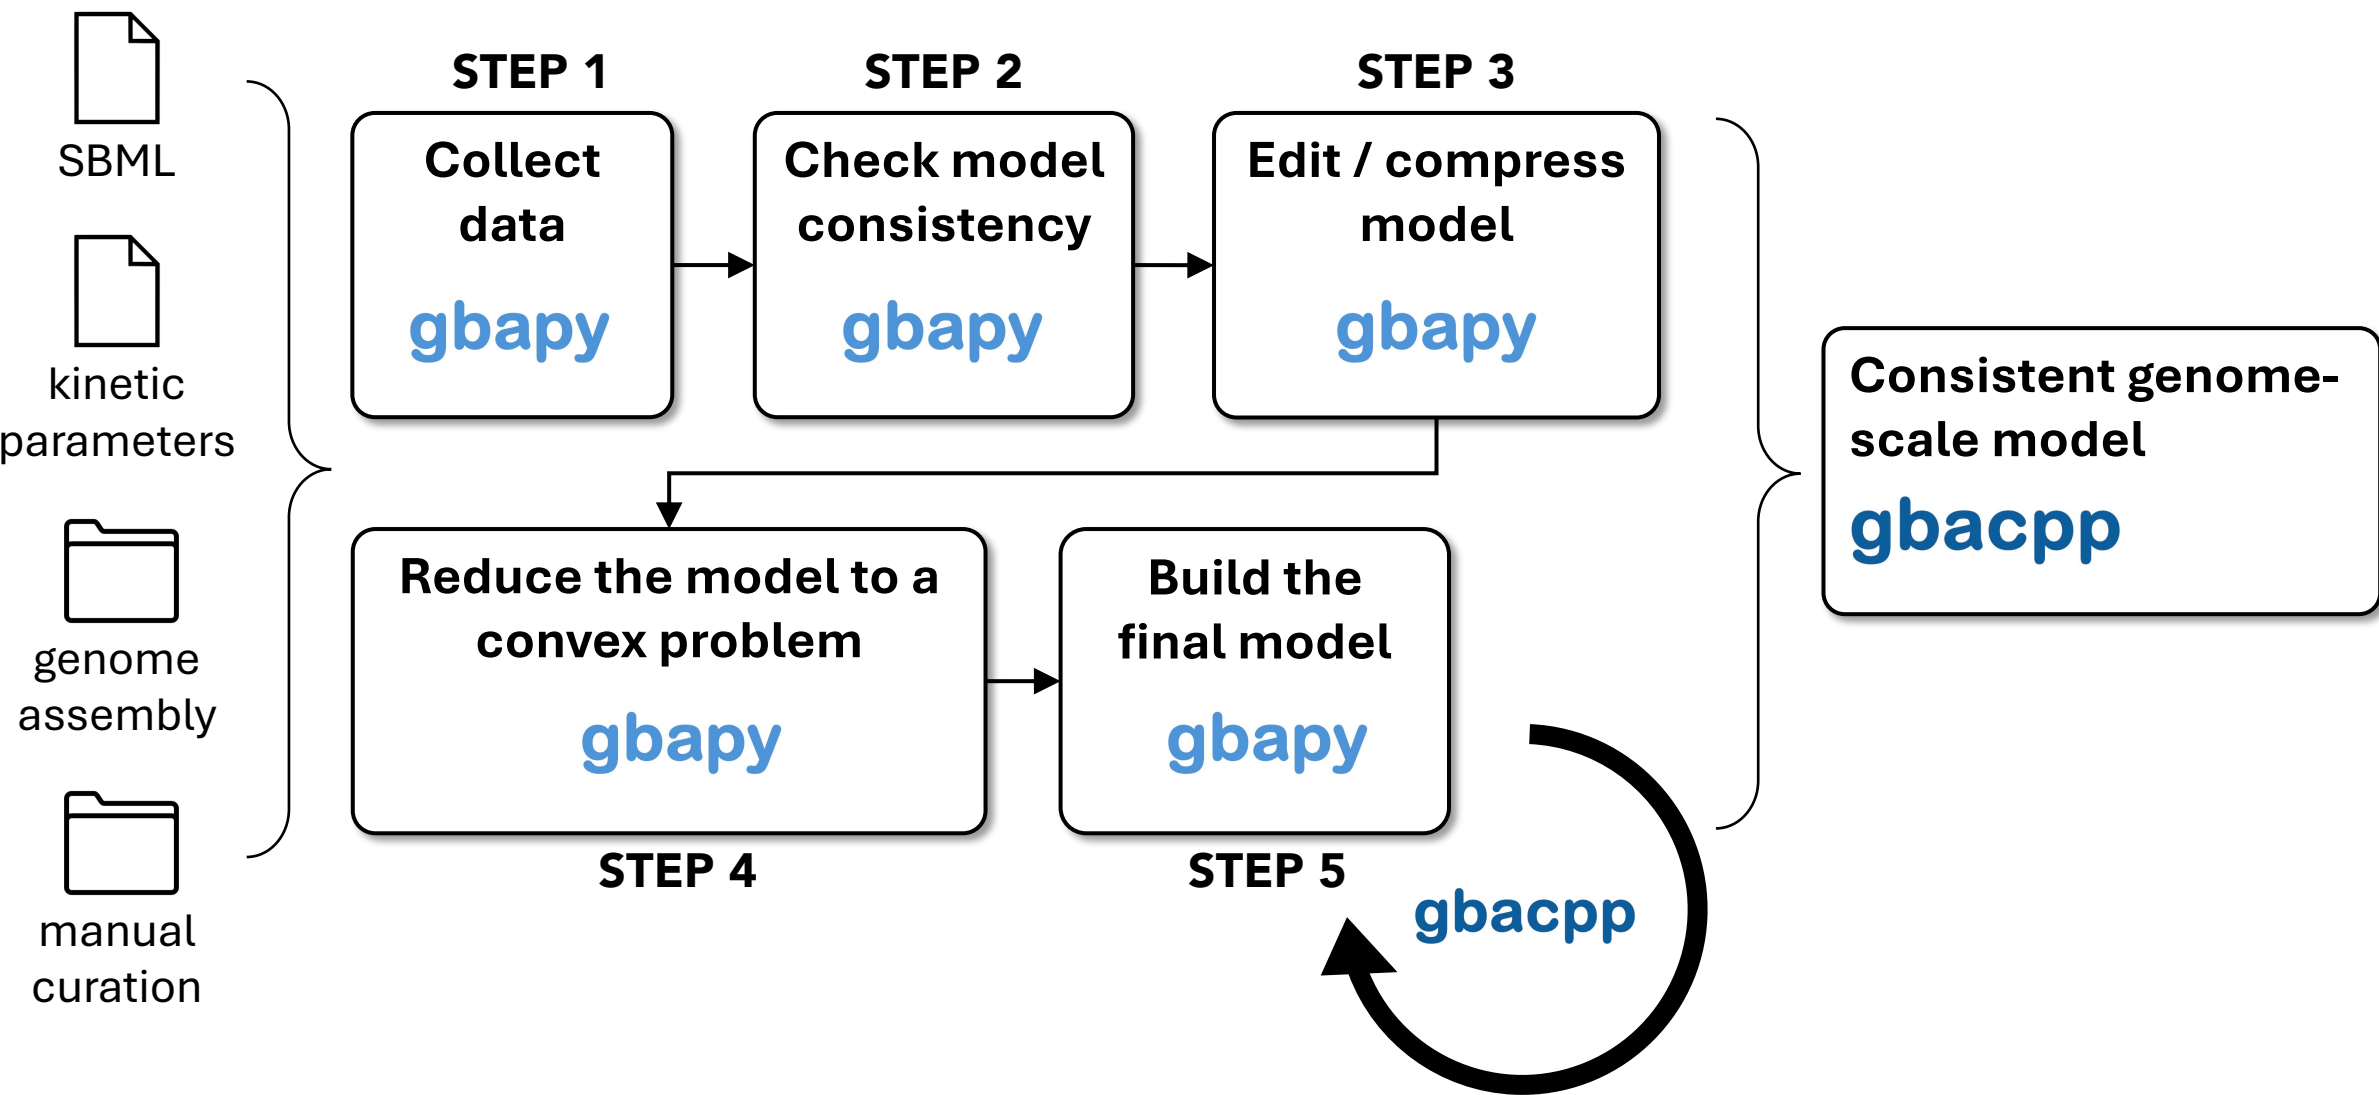 SBML
kinetic
parameters
genome
assembly
manual
curation
STEP 1
Collect
data
gbapy
STEP 2
Check model
consistency
gbapy
STEP 3
Edit / compress
model
gbapy
Reduce the model to a
convex problem
gbapy
STEP 4
Build the
final model
gbapy
STEP 5
gbacpp
Consistent genome-
scale model
gbacpp